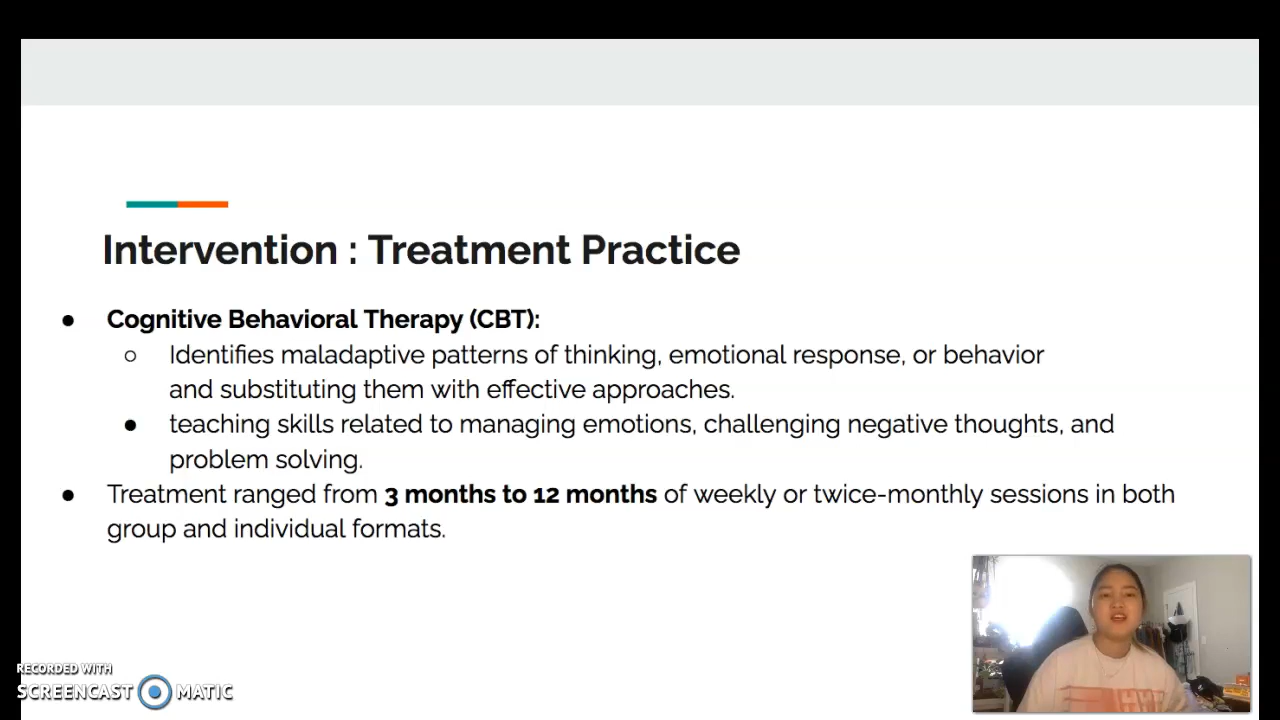 Intervention : Treatment Practice
● Cognitive Behavioral Therapy (CBT):
○ Identifies maladaptive patterns of thinking, emotional response, or behavior
and substituting them with effective approaches.
● teaching skills related to managing emotions, challenging negative thoughts, and
problem solving.
● Treatment ranged from 3 months to 12 months of weekly or twice-monthly sessions in both
group and individual formats.
RECORDED WITH
SCREENCAST MATIC